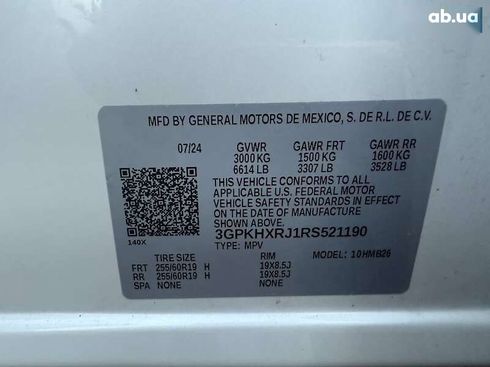 ab.ua
MFD BY GENERAL MOTORS DE MEXICO, S. DE R.L. DE C.V.
07/24 GVWR GAWR FRT GAWR RR
3000 KG 1500 KG 1600 KG
6614 LB 3307 LB 3528 LB
THIS VEHICLE CONFORMS TO ALL
APPLICABLE U.S. FEDERAL MOTOR
VEHICLE SAFETY STANDARDS IN EFFECT
ON THE DATE OF MANUFACTURE
SHOWN ABOVE.
3GPKHXRJ1RS521190
140X TYPE: MPV MODEL: 10HMB26
TIRE SIZE RIM
FRT 255/60R19 H 19X8.5J
RR 255/60R19 H 19X8.5J
SPA NONE NONE